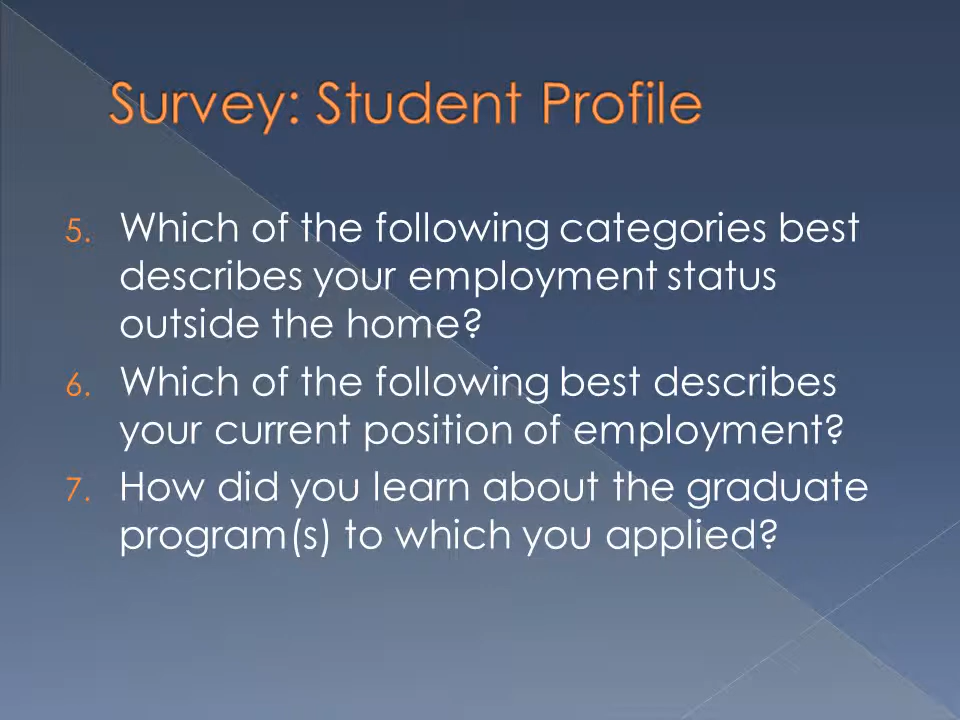 Survey: Student Profile
5. Which of the following categories best
describes your employment status
outside the home?
6. Which of the following best describes
your current position of employment?
7. How did you learn about the graduate
program(s) to which you applied?